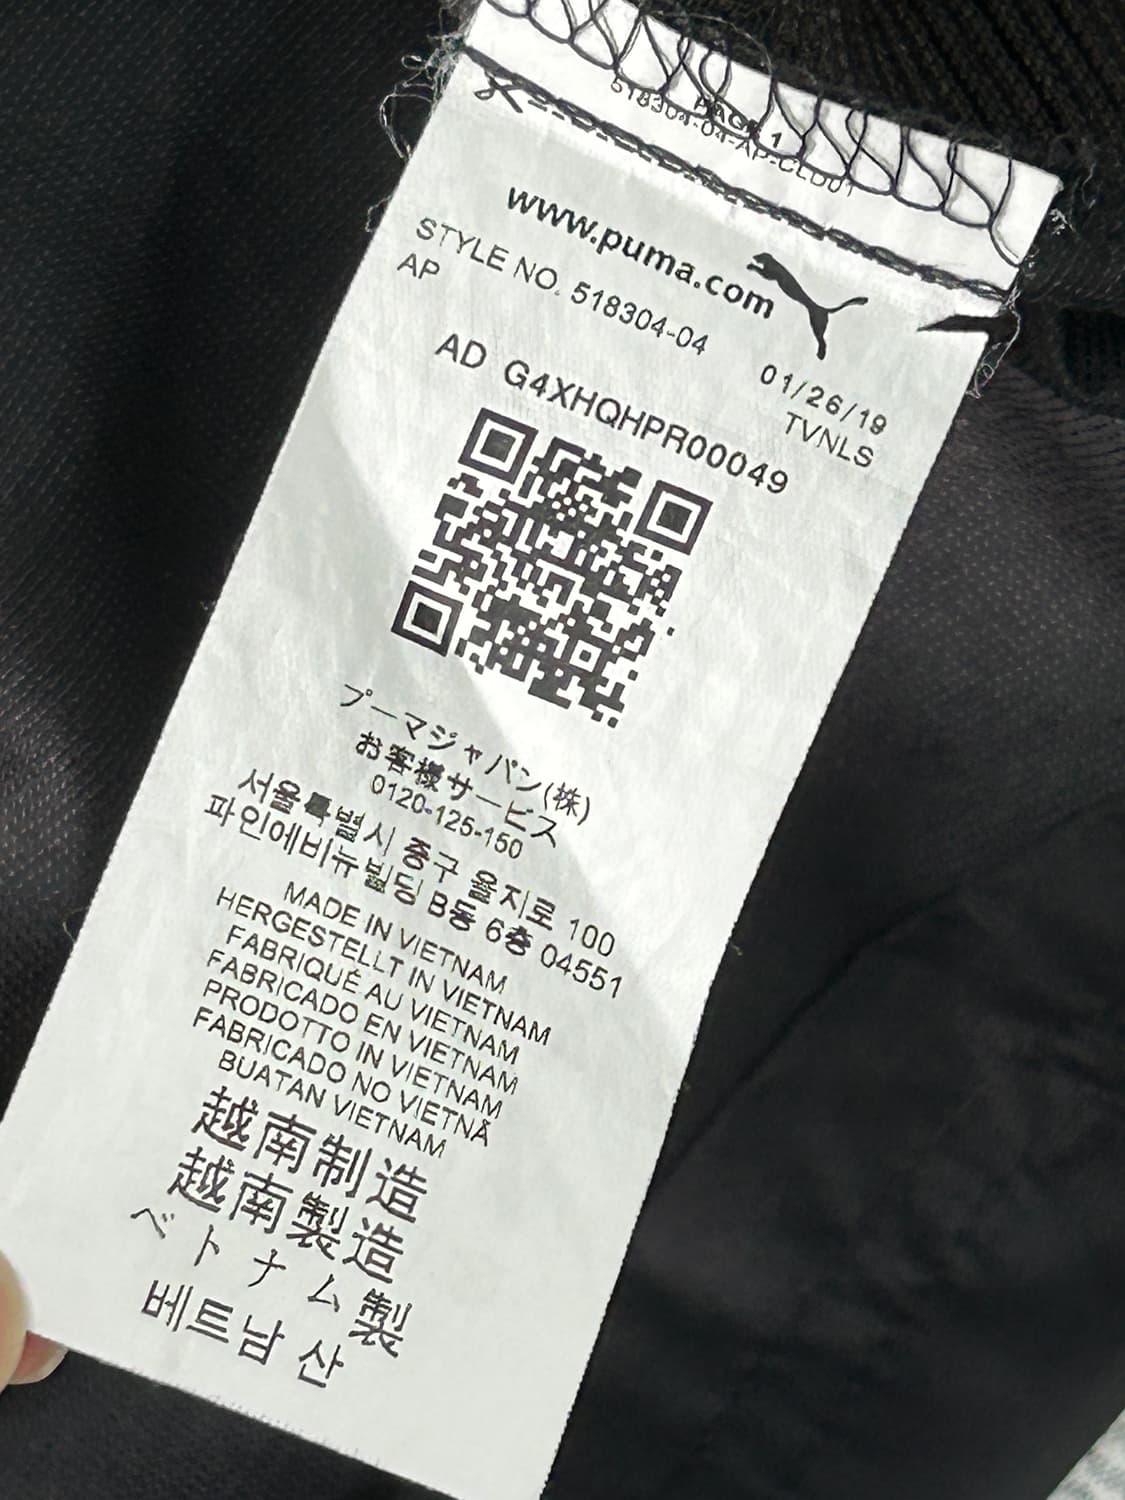 PAGE 1
518304-04-AP-CLD01
www.puma.com
STYLE NO. 518304-04
AP
01/26/19
TVNLS
AD G4XHQHPR00049
プーマジャパン(株)
お客様サービス
0120-125-150
서울특별시 중구 을지로 100
파인에비뉴빌딩 B동 6층 04551
MADE IN VIETNAM
HERGESTELLT IN VIETNAM
FABRIQUÉ AU VIETNAM
FABRICADO EN VIETNAM
PRODOTTO IN VIETNAM
FABRICADO NO VIETNÃ
BUATAN VIETNAM
越南制造
越南製造
ベトナム製
베트남 산